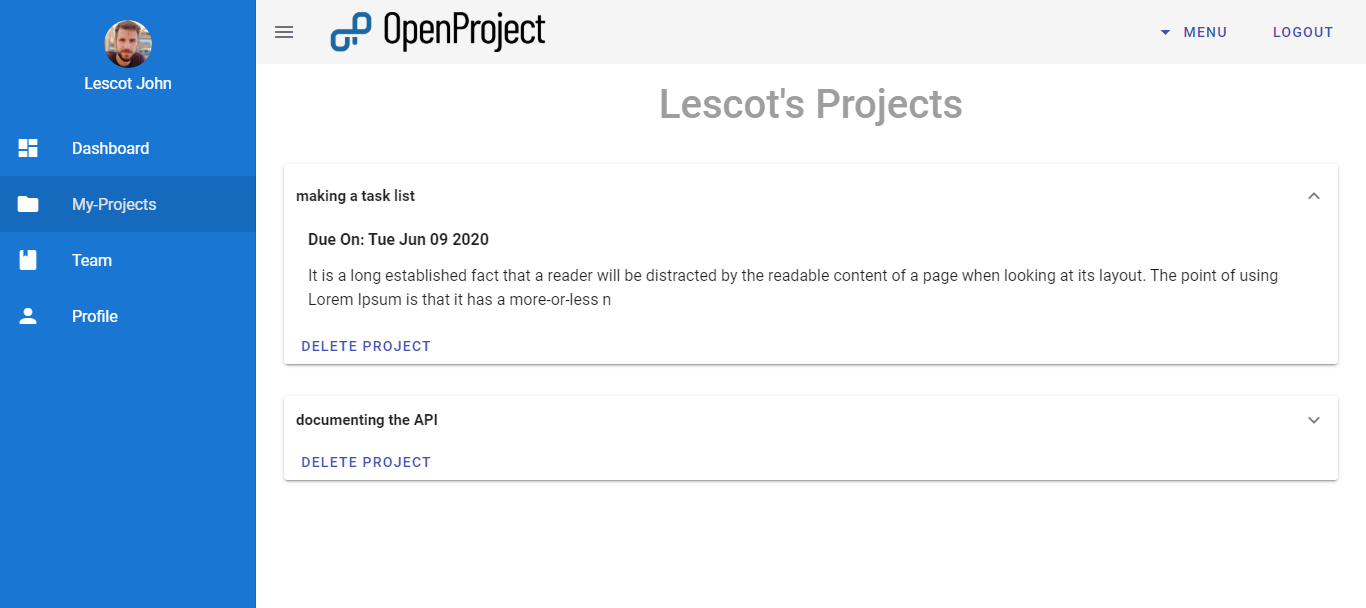 Lescot John
Dashboard
My-Projects
Team
Profile
OpenProject
MENU
LOGOUT
Lescot's Projects
making a task list
Due On: Tue Jun 09 2020
It is a long established fact that a reader will be distracted by the readable content of a page when looking at its layout. The point of using
Lorem Ipsum is that it has a more-or-less n
DELETE PROJECT
documenting the API
DELETE PROJECT